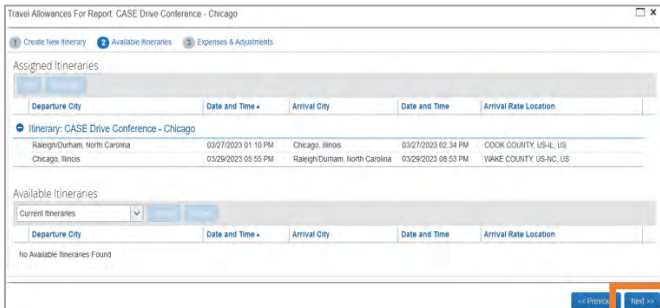 Travel Allowances For Report: CASE Drive Conference - Chicago
1 Create New Itinerary 2 Available Itineraries 3 Expenses & Adjustments
Assigned Itineraries
Departure City Date and Time Arrival City Date and Time Arrival Rate Location
Itinerary: CASE Drive Conference - Chicago
Raleigh/Durham, North Carolina 03/27/2023 01:10 PM Chicago, Illinois 03/27/2023 02:34 PM COOK COUNTY, US-IL, US
Chicago, Illinois 03/29/2023 05:55 PM Raleigh/Durham, North Carolina 03/29/2023 08:53 PM WAKE COUNTY, US-NC, US
Available Itineraries
Current Itineraries
Departure City Date and Time Arrival City Date and Time Arrival Rate Location
No Available Itineraries Found
<< Previous Next >>